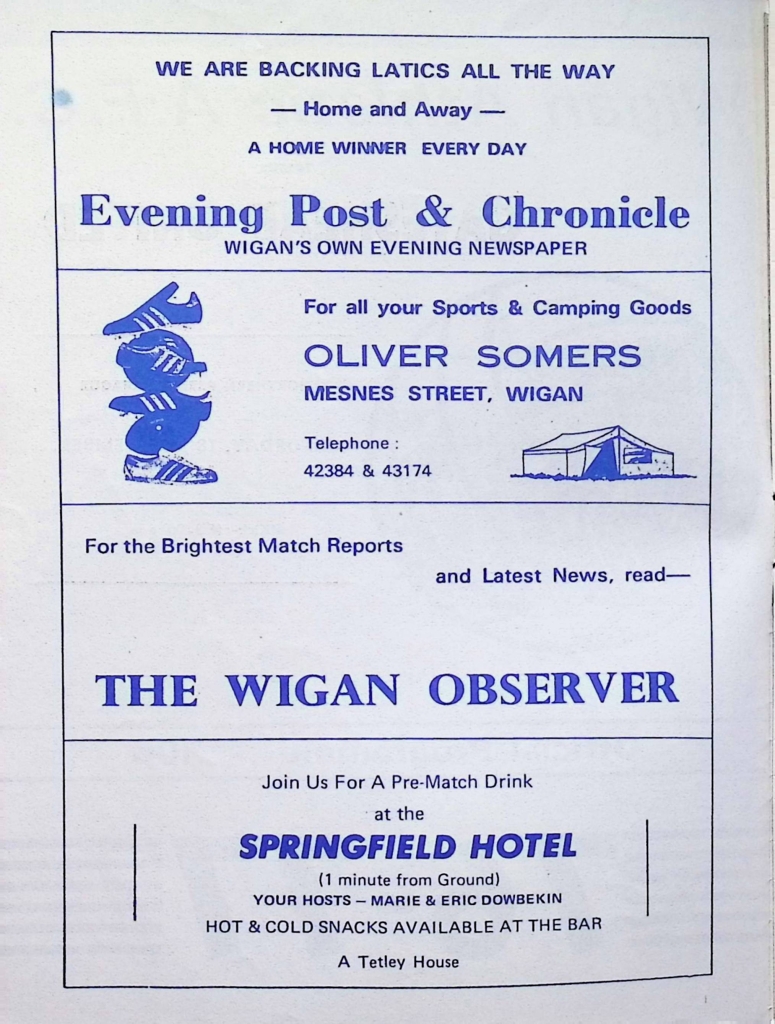 WE ARE BACKING LATICS ALL THE WAY
— Home and Away —
A HOME WINNER EVERY DAY
Evening Post & Chronicle
WIGAN'S OWN EVENING NEWSPAPER
For all your Sports & Camping Goods
OLIVER SOMERS
MESNES STREET, WIGAN
Telephone :
42384 & 43174
For the Brightest Match Reports
and Latest News, read—
THE WIGAN OBSERVER
Join Us For A Pre-Match Drink
at the
SPRINGFIELD HOTEL
(1 minute from Ground)
YOUR HOSTS – MARIE & ERIC DOWBEKIN
HOT & COLD SNACKS AVAILABLE AT THE BAR
A Tetley House